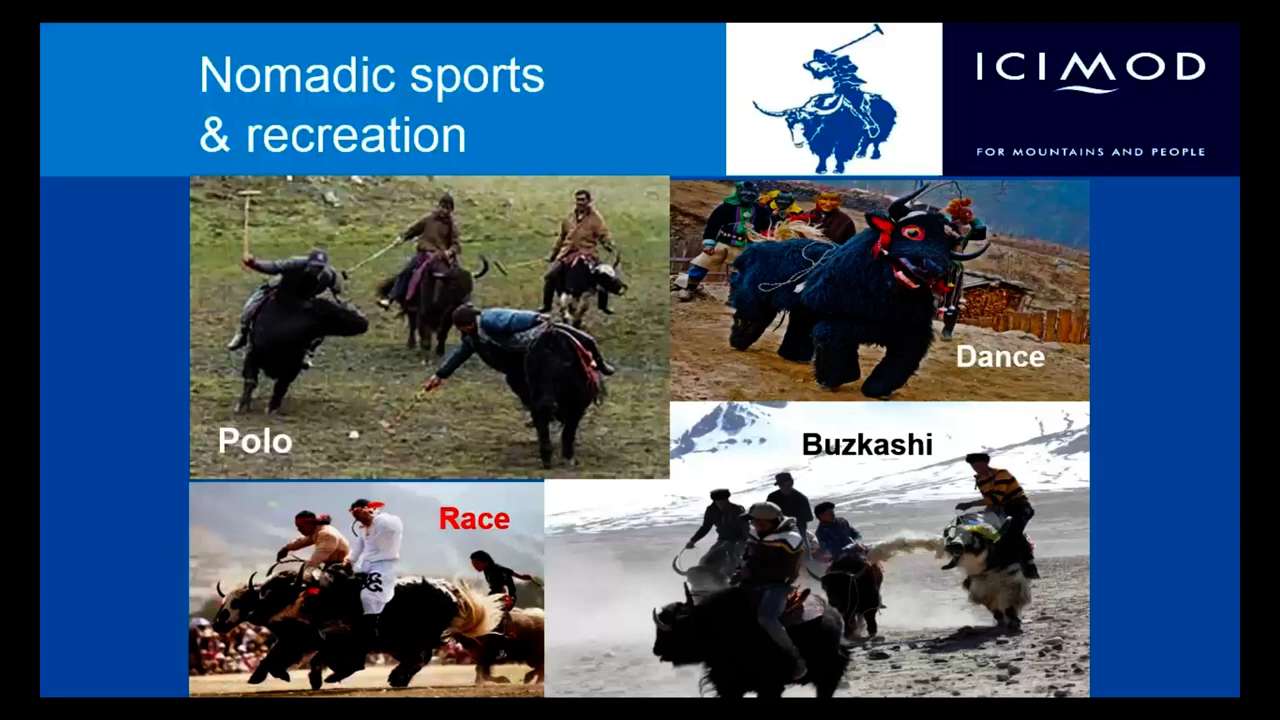 Nomadic sports
& recreation
ICIMOD
FOR MOUNTAINS AND PEOPLE
Polo
Dance
Buzkashi
Race